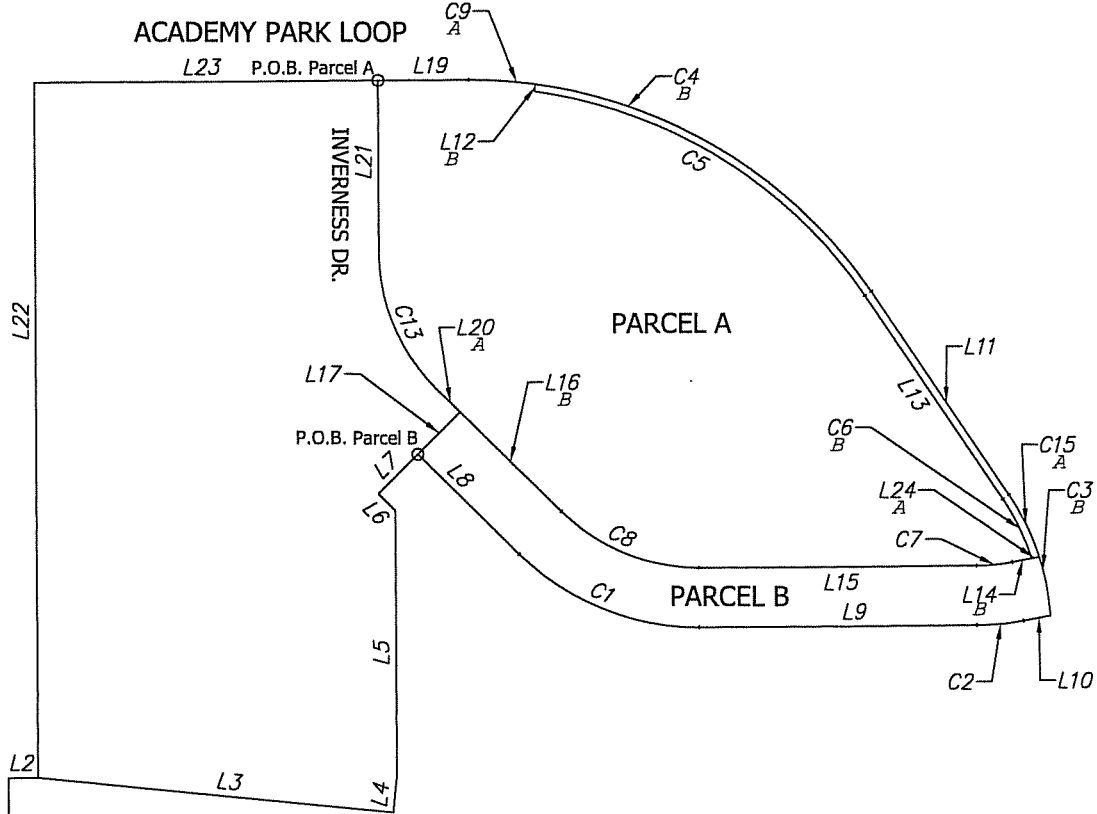 C9
A
ACADEMY PARK LOOP
L23
P.O.B. Parcel A
L19
C4
B
L12
B
C5
L21
INVERNESS DR.
L22
C13
PARCEL A
L20
A
L11
L17
L16
B
L13
P.O.B. Parcel B
C6
B
C15
A
L7
L8
L24
A
C3
B
L6
C8
C7
L15
L14
B
C1
PARCEL B
L9
L5
C2
L10
L2
L3
L4